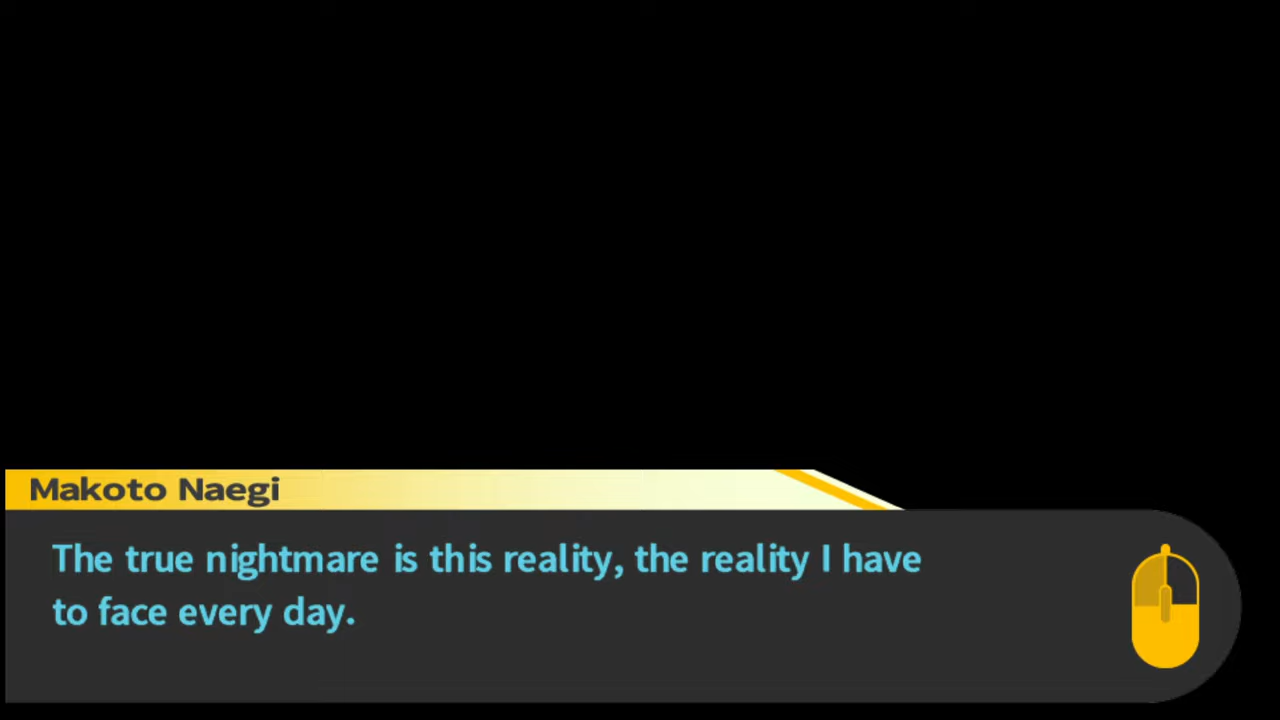 Makoto Naegi
The true nightmare is this reality, the reality I have
to face every day.